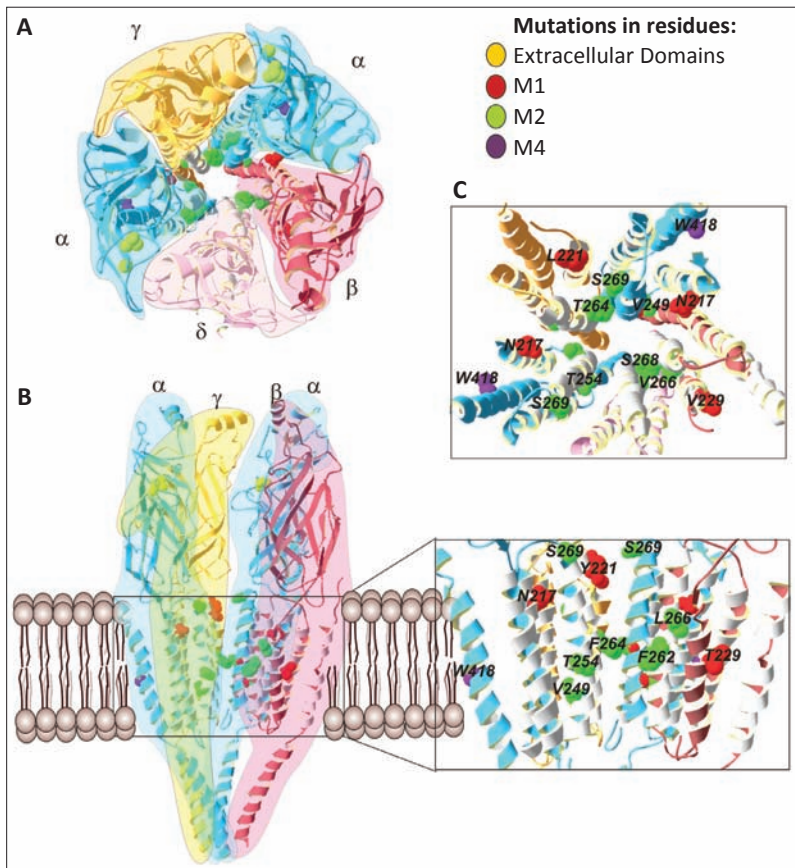 A
γ
α
α
β
δ
Mutations in residues:
Extracellular Domains
M1
M2
M4
C
W418
L221
S269
T264
V249
N217
N217
S268
T254
V266
W418
S269
V229
B
α
γ
β
α
S269
S269
Y221
N217
L266
F264
F262
T254
T229
W418
V249